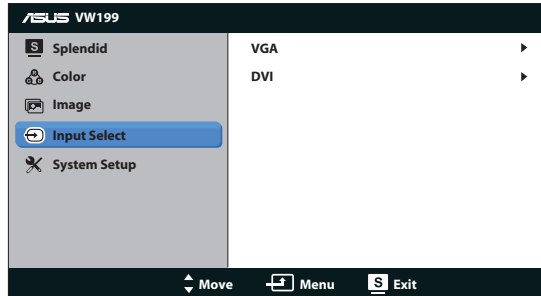 ASUS VW199
S Splendid
Color
Image
Input Select
System Setup
VGA
DVI
Move Menu S Exit